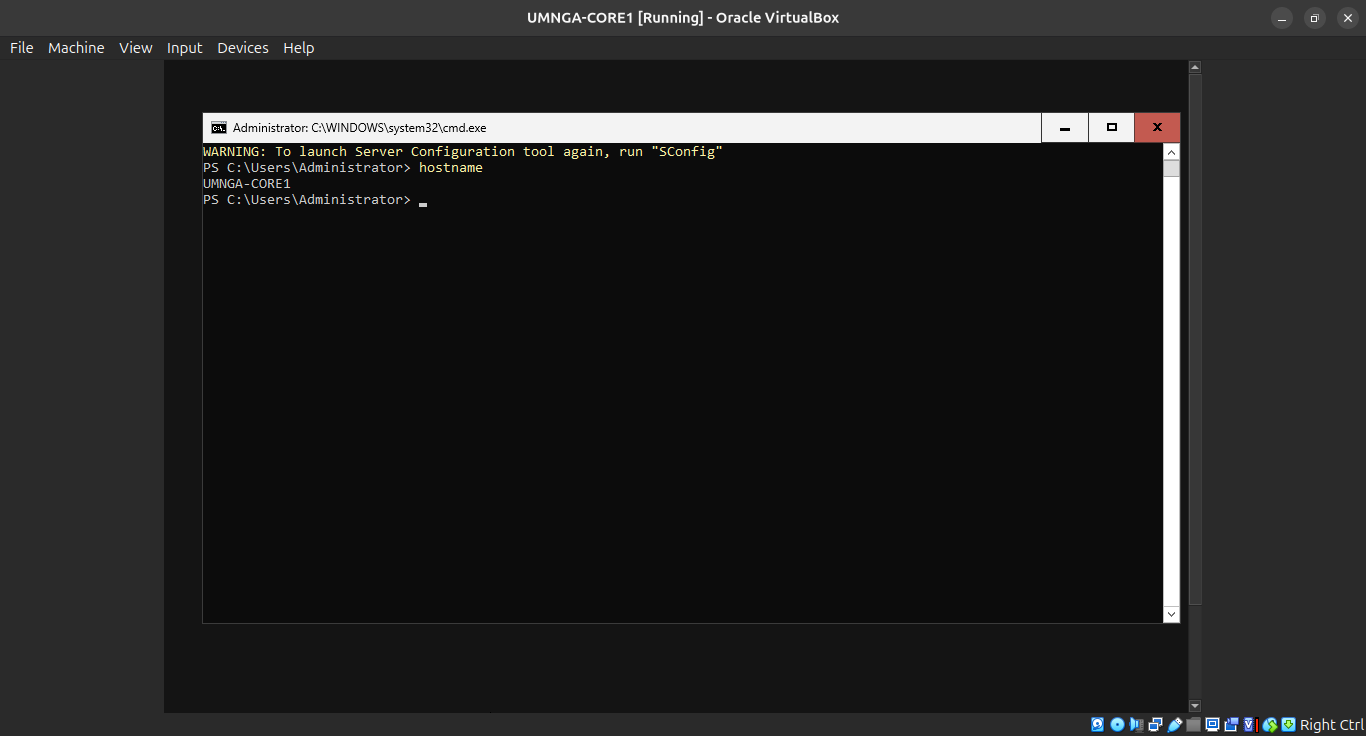 UMNGA-CORE1 [Running] - Oracle VirtualBox
File Machine View Input Devices Help
Administrator: C:\WINDOWS\system32\cmd.exe
WARNING: To launch Server Configuration tool again, run "SConfig"
PS C:\Users\Administrator> hostname
UMNGA-CORE1
PS C:\Users\Administrator>
Right Ctrl